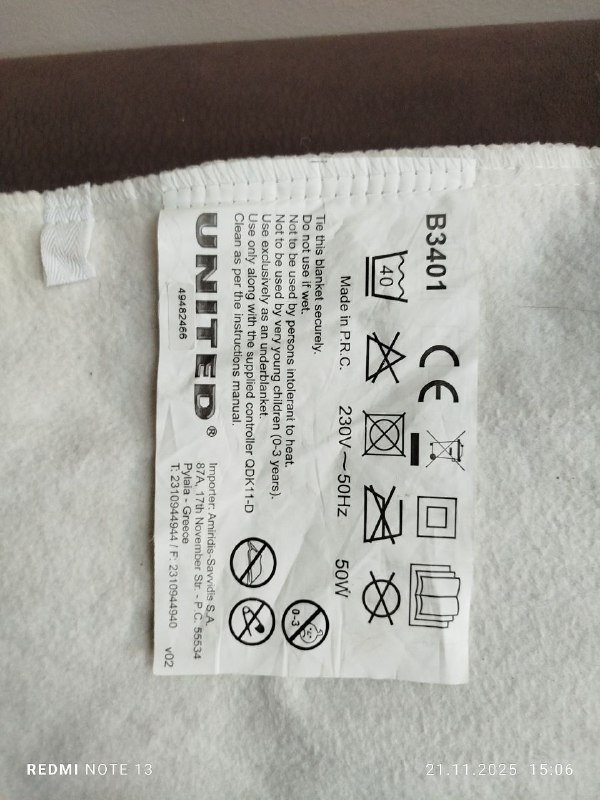 B3401
CE
40
Made in P.R.C. 230V~50Hz 50W
Tie this blanket securely.
Do not use if wet.
Not to be used by persons intolerant to heat.
Not to be used by very young children (0-3 years).
Use exclusively as an underblanket.
Use only along with the supplied controller QDK11-D
Clean as per the instructions manual.
0-3
UNITED®
49482466
Importer: Amiridis-Savvidis S.A.
87A, 17th November Str. - P.C. 55534
Pylaia - Greece
T: 2310944944 / F: 2310944940
v02
REDMI NOTE 13
21.11.2025 15:06